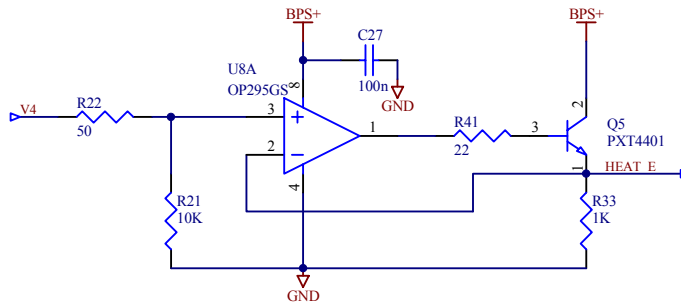 BPS+
BPS+
C27
100n
GND
U8A
OP295GS
8
V4
R22
50
3
2
1
4
R41
22
3
2
1
Q5
PXT4401
HEAT_E
R21
10K
R33
1K
GND